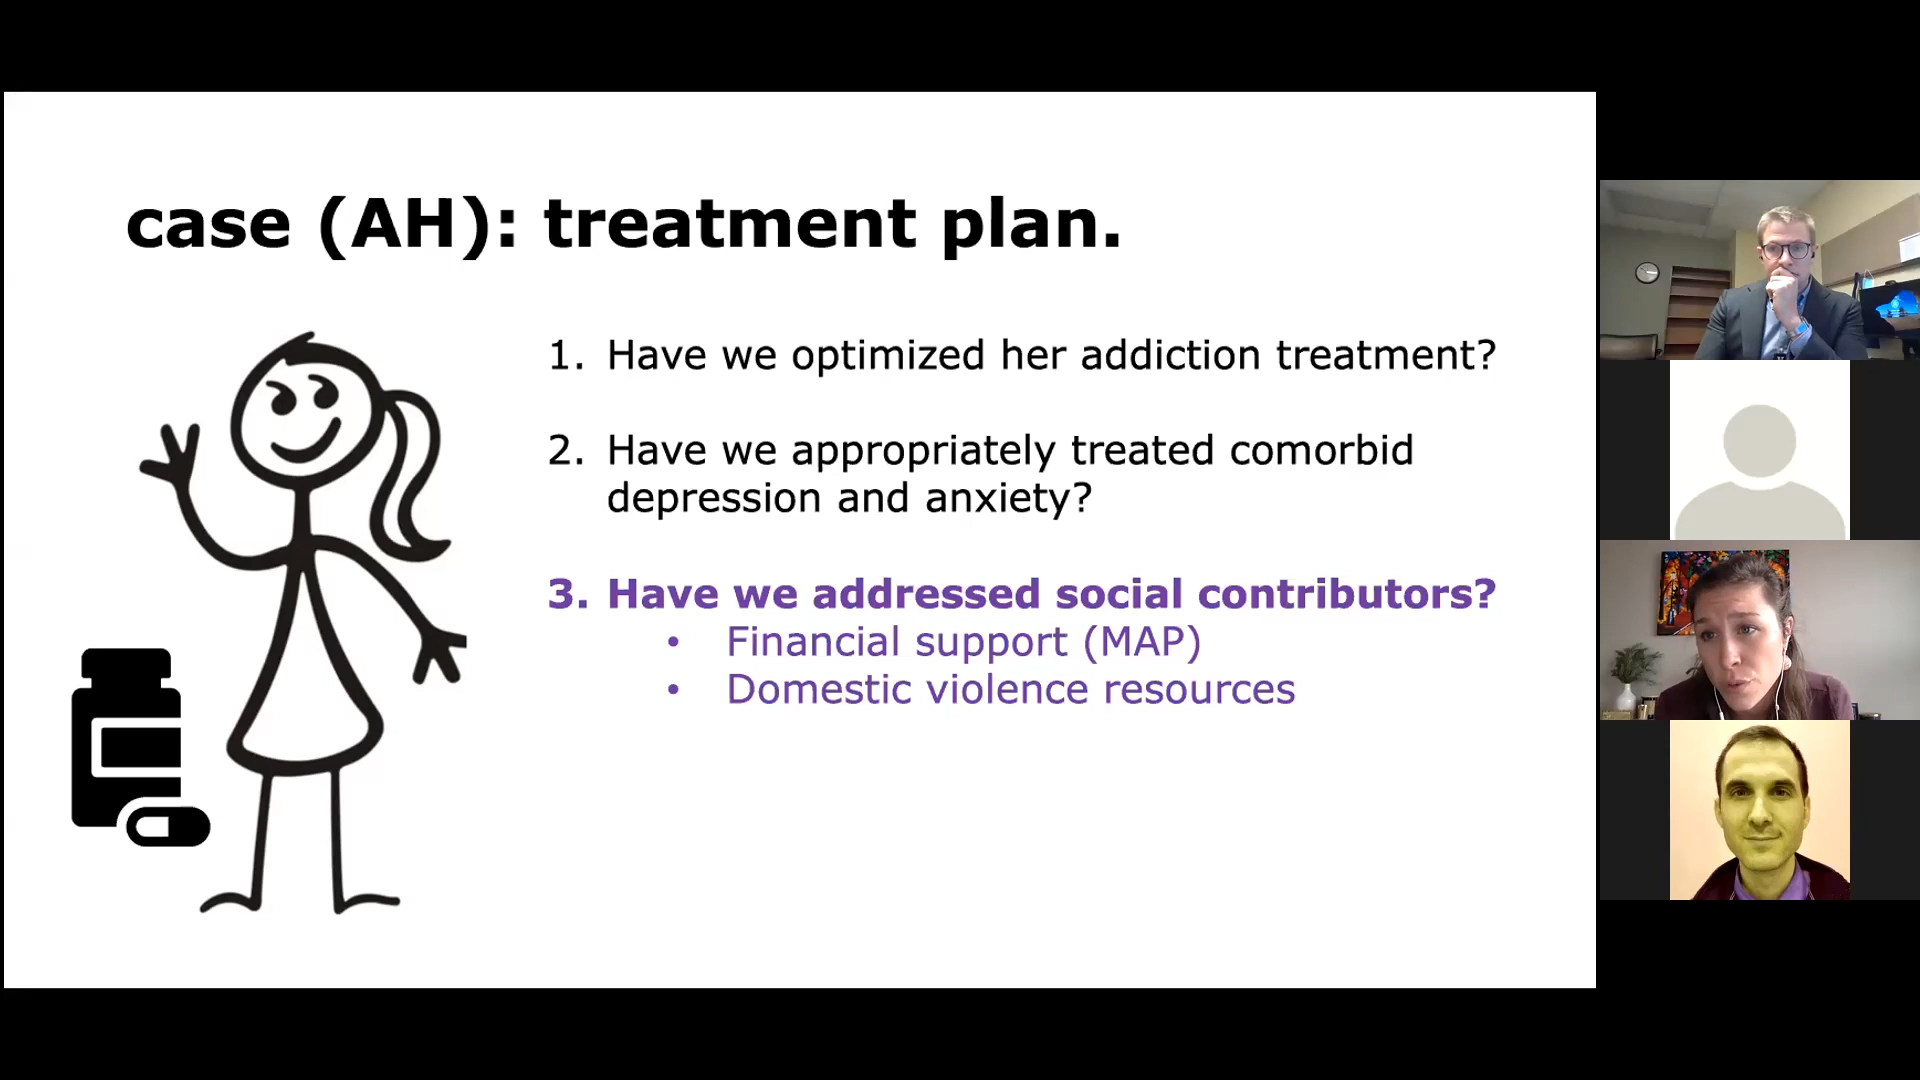 case (AH): treatment plan.
1. Have we optimized her addiction treatment?
2. Have we appropriately treated comorbid
depression and anxiety?
3. Have we addressed social contributors?
• Financial support (MAP)
• Domestic violence resources